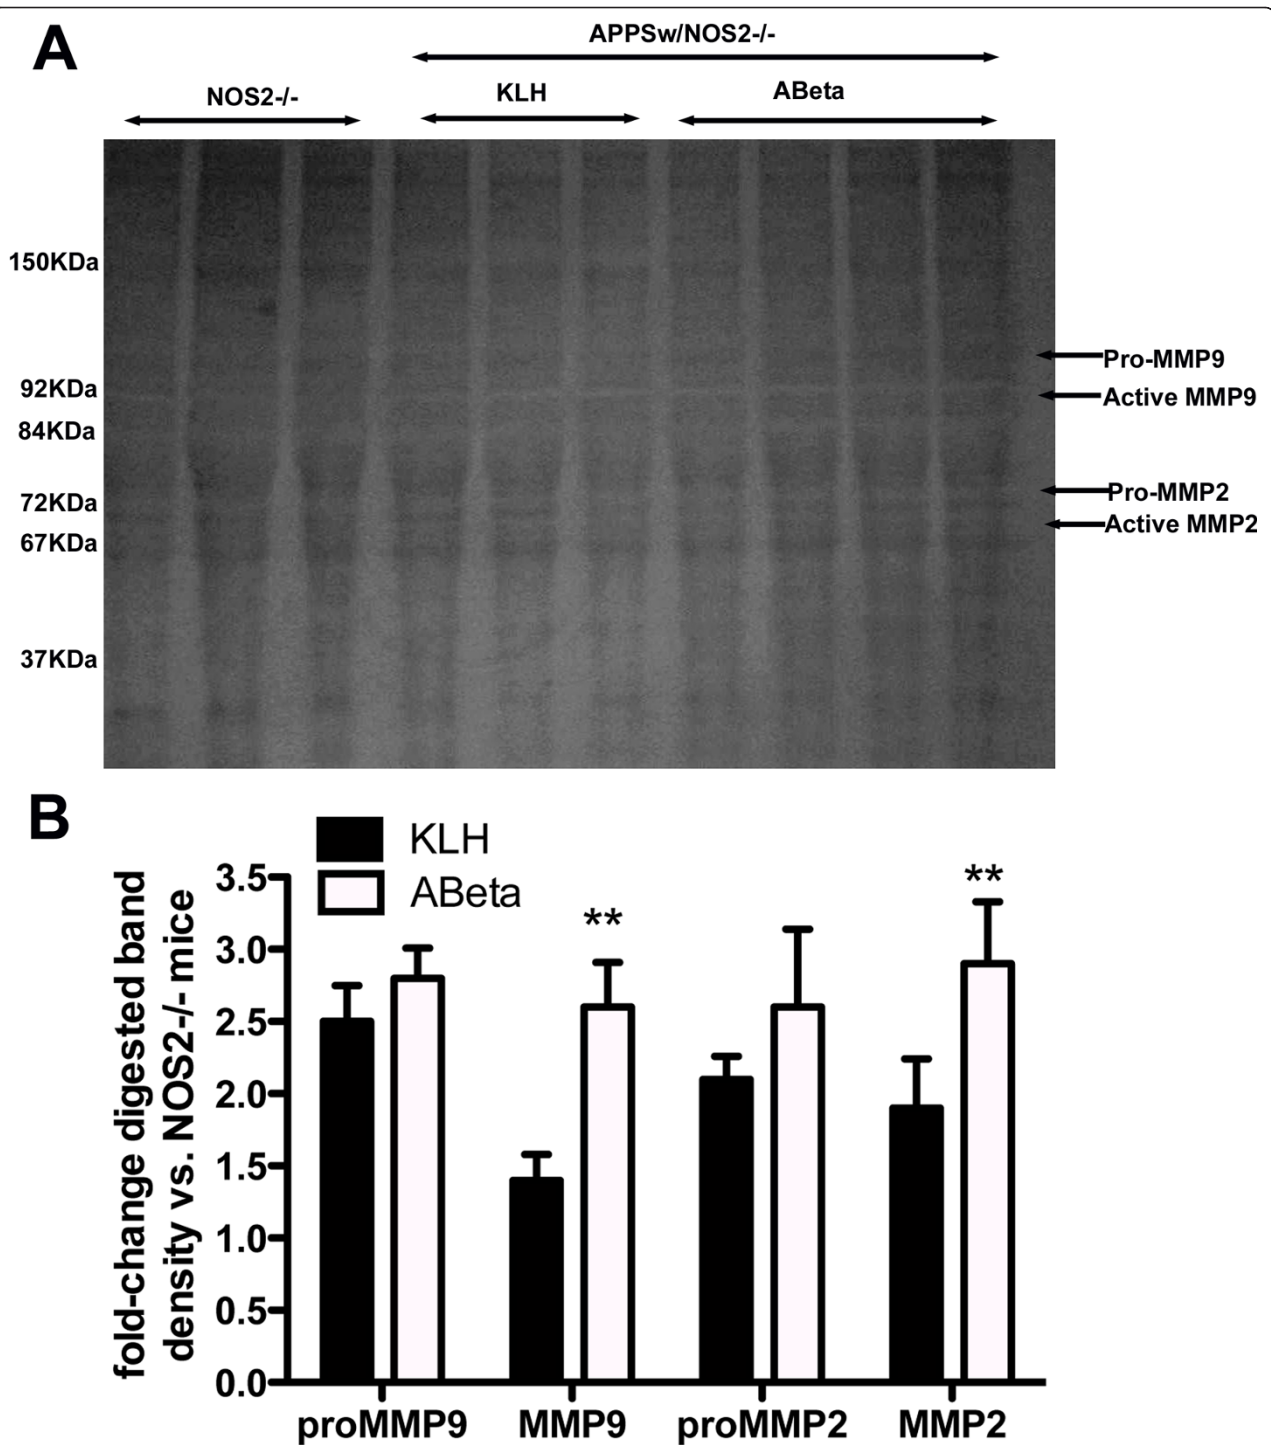 A
APPSw/NOS2-/-
NOS2-/-
KLH
ABeta
150KDa
92KDa
84KDa
72KDa
67KDa
37KDa
Pro-MMP9
Active MMP9
Pro-MMP2
Active MMP2
B
KLH
ABeta
fold-change digested band
density vs. NOS2-/- mice
3.5
3.0
2.5
2.0
1.5
1.0
0.5
0.0
**
**
proMMP9
MMP9
proMMP2
MMP2